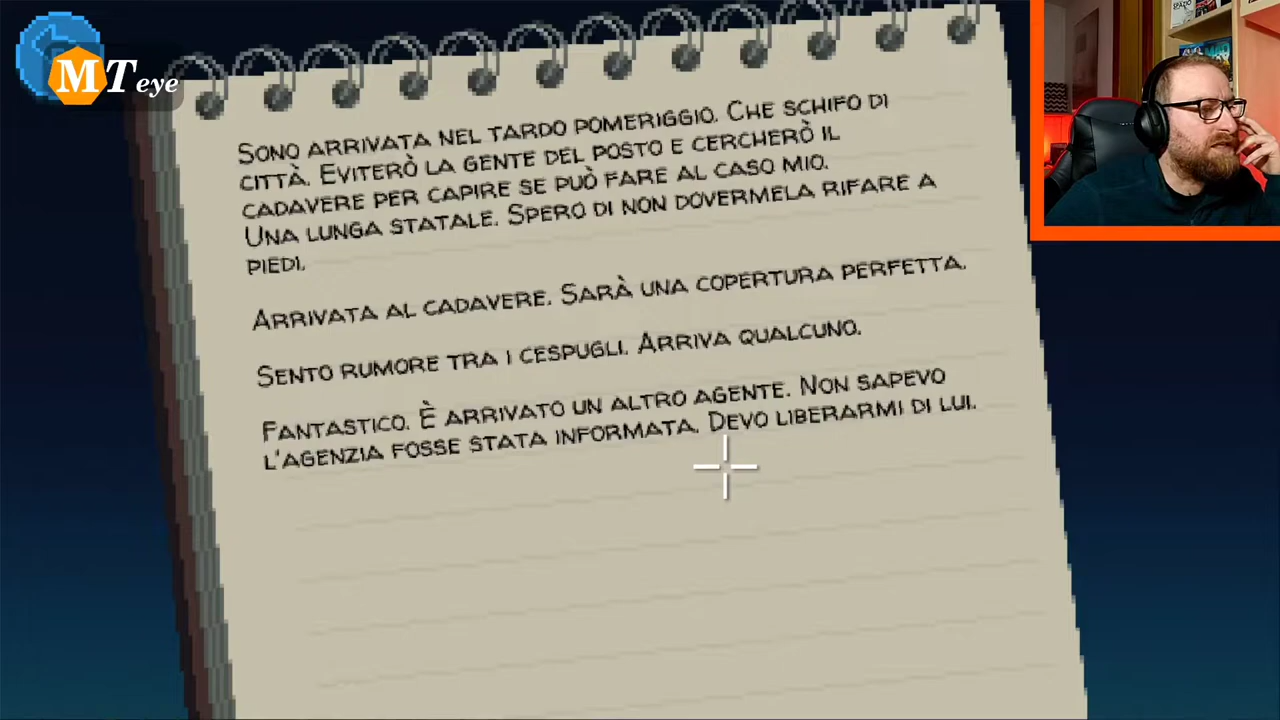 MT eye
SONO ARRIVATA NEL TARDO POMERIGGIO. CHE SCHIFO DI
CITTÀ. EVITERÒ LA GENTE DEL POSTO E CERCHERÒ IL
CADAVERE PER CAPIRE SE PUÒ FARE AL CASO MIO.
UNA LUNGA STATALE. SPERO DI NON DOVERMELA RIFARE A
PIEDI.
ARRIVATA AL CADAVERE. SARÀ UNA COPERTURA PERFETTA.
SENTO RUMORE TRA I CESPUGLI. ARRIVA QUALCUNO.
FANTASTICO. È ARRIVATO UN ALTRO AGENTE. NON SAPEVO
L'AGENZIA FOSSE STATA INFORMATA. DEVO LIBERARMI DI LUI.